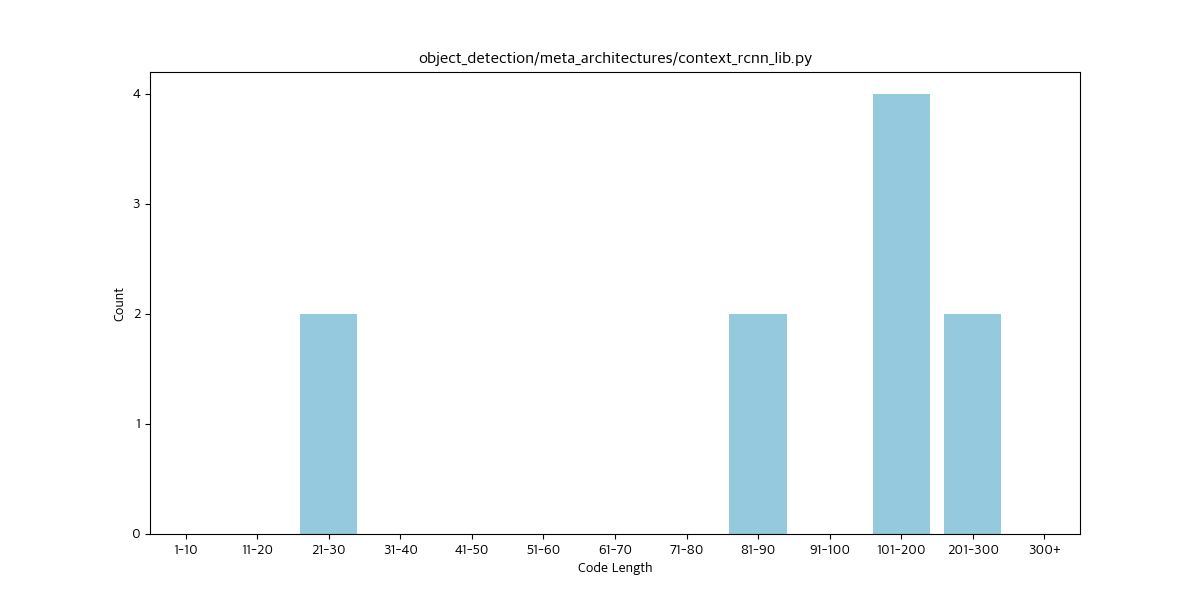 object_detection/meta_architectures/context_rcnn_lib.py
4
3
2
1
0
Count
1-10 11-20 21-30 31-40 41-50 51-60 61-70 71-80 81-90 91-100 101-200 201-300 300+
Code Length